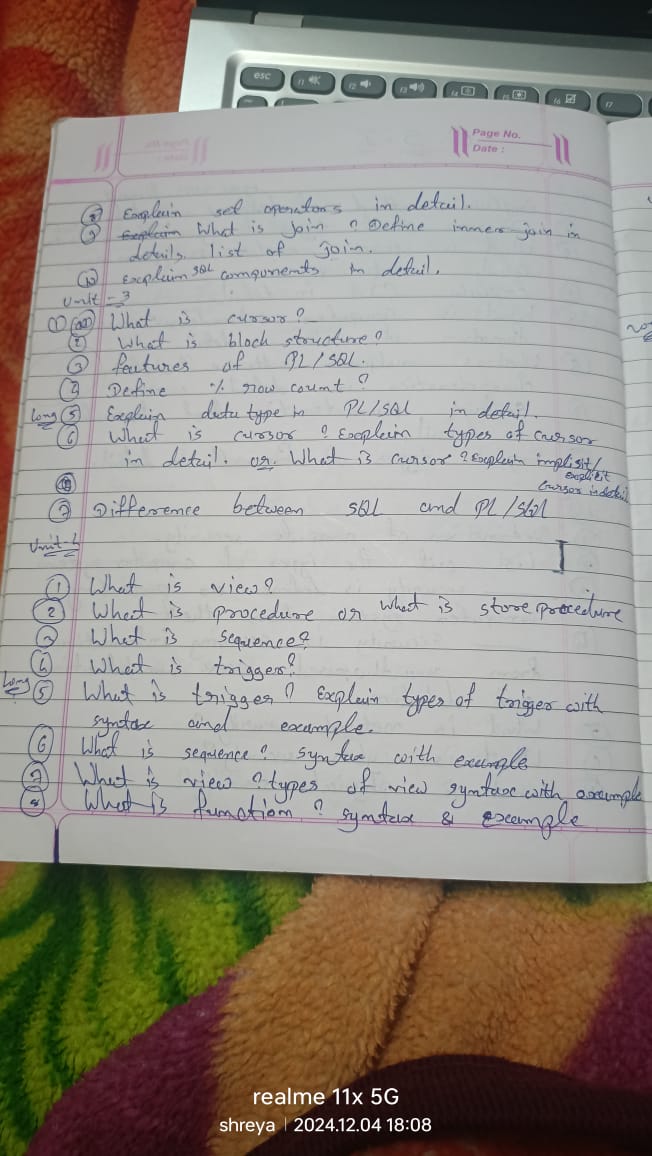 esc
F1
F2
F3
F4
F5
F6
F7
Page No.
Date :
⑧ Explain set operators in detail.
⑨ Explain What is join ? Define inner join in
details. list of join.
⑩ explain SQL components in detail.
Unit - 3
① What is cursor?
② What is block structure?
③ features of PL/SQL.
④ Define % row count ?
Long ⑤ Explain data type in PL/SQL in detail.
⑥ What is cursor ? Explain types of cursor
in detail. or What is cursor ? Explain implisit/
explicit
cursor in detail
⑦ Difference between SQL and PL/SQL
Unit-4
① What is view?
② What is procedure or what is store procedure
③ What is sequence?
④ What is trigger?
Long ⑤ What is trigger ? Explain types of trigger with
syntax and example.
⑥ What is sequence? syntax with example
⑦ What is view ? types of view syntax with example
⑧ What is function ? syntax & example
realme 11x 5G
shreya | 2024.12.04 18:08